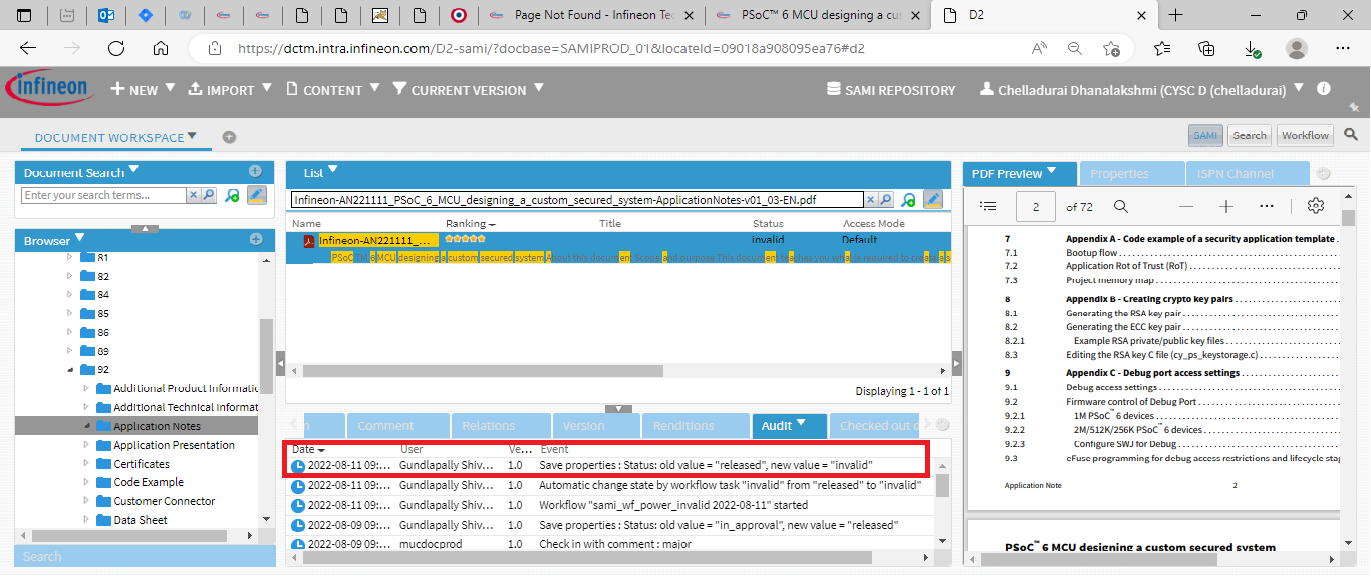 Page Not Found - Infineon Tec
PSoC™ 6 MCU designing a cus
D2
https://dctm.intra.infineon.com/D2-sami/?docbase=SAMIPROD_01&locateId=09018a908095ea76#d2
infineon
NEW
IMPORT
CONTENT
CURRENT VERSION
SAMI REPOSITORY
Chelladurai Dhanalakshmi (CYSC D (chelladurai)
DOCUMENT WORKSPACE
SAMI
Search
Workflow
Document Search
Enter your search terms...
Browser
81
82
84
85
86
89
92
Additional Product Informatic
Additional Technical Informat
Application Notes
Application Presentation
Certificates
Code Example
Customer Connector
Data Sheet
Search
List
Infineon-AN221111_PSoC_6_MCU_designing_a_custom_secured_system-ApplicationNotes-v01_03-EN.pdf
Name Ranking Title Status Access Mode
Infineon-AN221111_... invalid Default
PSoCTM 6 MCU designing a custom secured system About this document Scope and purpose This document teaches you what is required to create a s
Displaying 1 - 1 of 1
n
Comment
Relations
Version
Renditions
Audit
Checked out d
Date User Ve... Event
2022-08-11 09:... Gundlapally Shiv... 1.0 Save properties : Status: old value = "released", new value = "invalid"
2022-08-11 09:... Gundlapally Shiv... 1.0 Automatic change state by workflow task "invalid" from "released" to "invalid"
2022-08-11 09:... Gundlapally Shiv... 1.0 Workflow "sami_wf_power_invalid 2022-08-11" started
2022-08-09 09:... Gundlapally Shiv... 1.0 Save properties : Status: old value = "in_approval", new value = "released"
2022-08-09 09:... mucdocprod 1.0 Check in with comment : major
PDF Preview
Properties
ISPN Channel
2 of 72
7 Appendix A - Code example of a security application template
7.1 Bootup flow
7.2 Application Rot of Trust (RoT)
7.3 Project memory map
8 Appendix B - Creating crypto key pairs
8.1 Generating the RSA key pair
8.2 Generating the ECC key pair
8.2.1 Example RSA private/public key files
8.3 Editing the RSA key C file (cy_ps_keystorage.c)
9 Appendix C - Debug port access settings
9.1 Debug access settings
9.2 Firmware control of Debug Port
9.2.1 1M PSoC™ 6 devices
9.2.2 2M/512K/256K PSoC™ 6 devices
9.2.3 Configure SWJ for Debug
9.3 eFuse programming for debug access restrictions and lifecycle stag
Application Note 2
PSoC™ 6 MCU designing a custom secured system